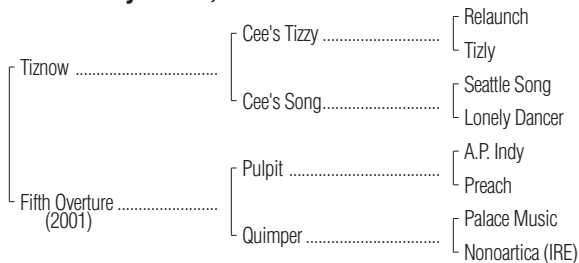 Relaunch
Cee's Tizzy ..............................
Tizly
Tiznow .....................................
Seattle Song
Cee's Song ..............................
Lonely Dancer
A.P. Indy
Pulpit ........................................
Preach
Fifth Overture ..........................
(2001)
Palace Music
Quimper ...................................
Nonoartica (IRE)